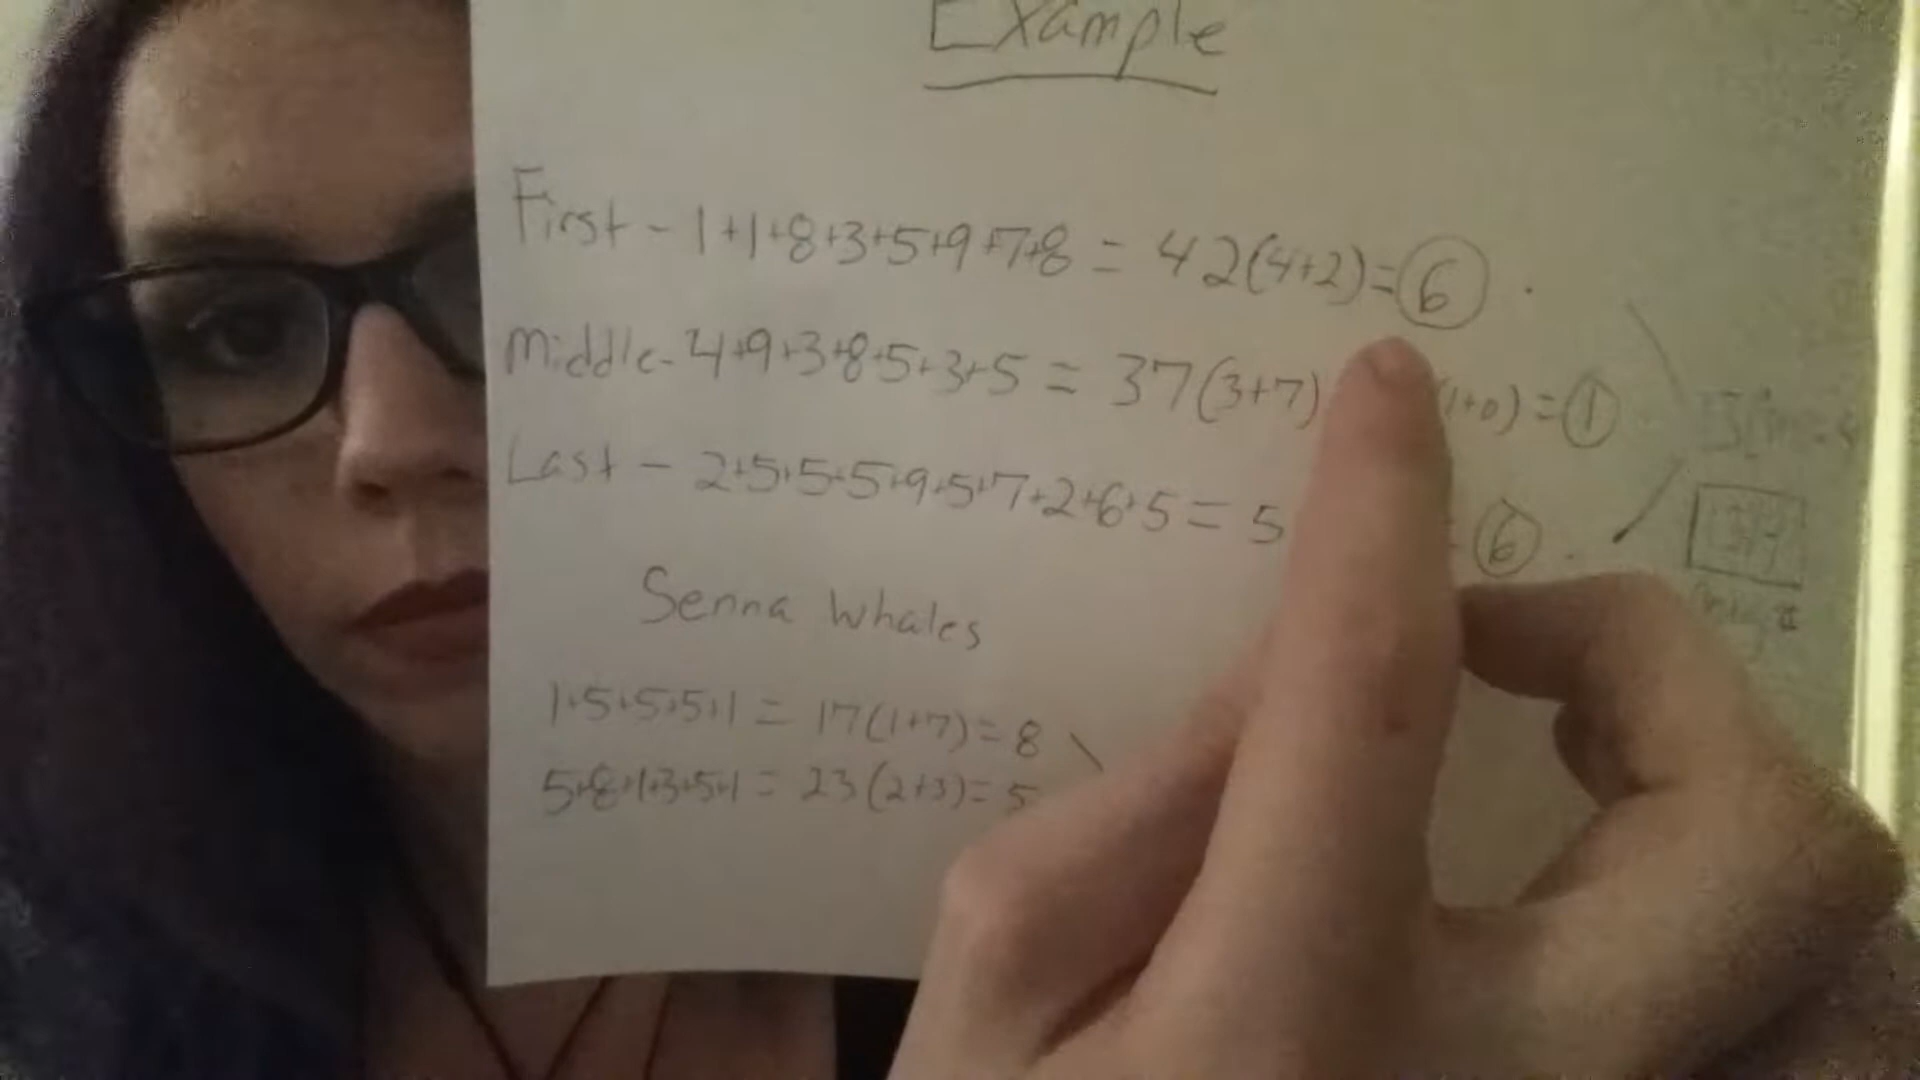 Example
First - 1+1+8+3+5+9+7+8 = 42(4+2)=6
Middle- 4+9+3+8+5+3+5 = 37(3+7) (1+0)=1
Last - 2+5+5+5+9+5+7+2+6+5= 5 = 6
Senna Whales
1+5+5+5+1 = 17(1+7)=8
5+8+1+3+5+1 = 23(2+3)=5